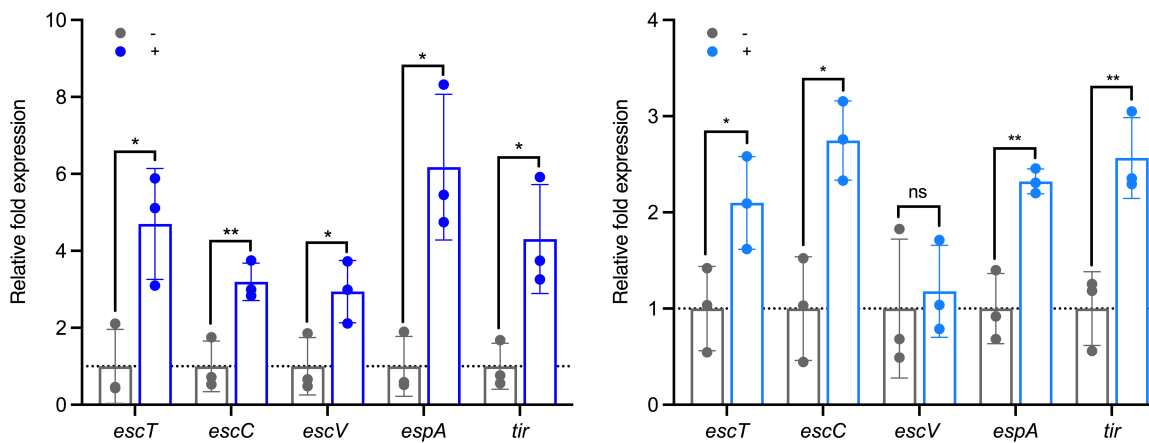 Relative fold expression
10
8
6
4
2
0
-
+
*
**
*
*
*
escT
escC
escV
espA
tir
Relative fold expression
4
3
2
1
0
-
+
*
*
ns
**
**
escT
escC
escV
espA
tir